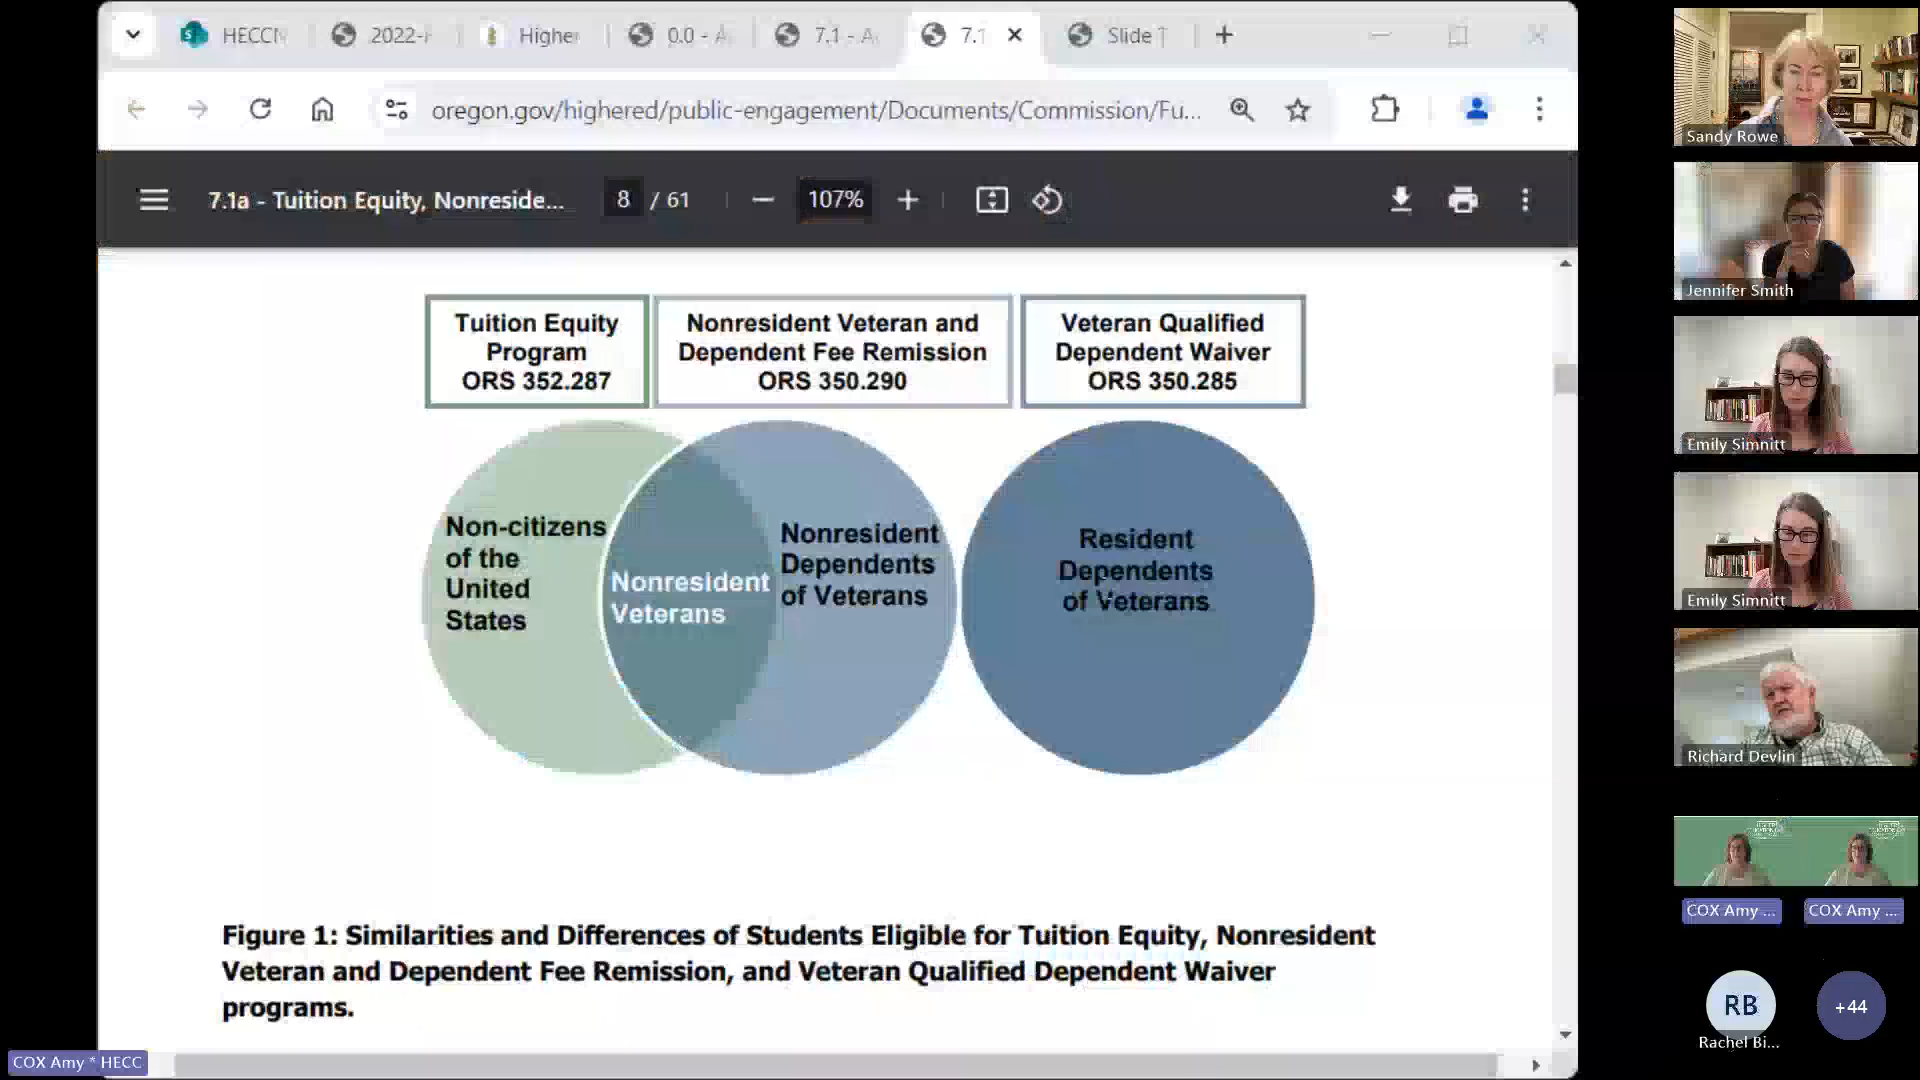 HECCN
2022-H
Higher
0.0 - A
7.1 - A
7.1
Slide T
oregon.gov/highered/public-engagement/Documents/Commission/Fu...
7.1a - Tuition Equity, Nonreside...
8 / 61
107%
Tuition Equity
Program
ORS 352.287
Nonresident Veteran and
Dependent Fee Remission
ORS 350.290
Veteran Qualified
Dependent Waiver
ORS 350.285
Non-citizens
of the
United
States
Nonresident
Veterans
Nonresident
Dependents
of Veterans
Resident
Dependents
of Veterans
Figure 1: Similarities and Differences of Students Eligible for Tuition Equity, Nonresident
Veteran and Dependent Fee Remission, and Veteran Qualified Dependent Waiver
programs.
COX Amy * HECC
Sandy Rowe
Jennifer Smith
Emily Simnitt
Emily Simnitt
Richard Devlin
COX Amy ...
COX Amy ...
RB
+44
Rachel Bi...